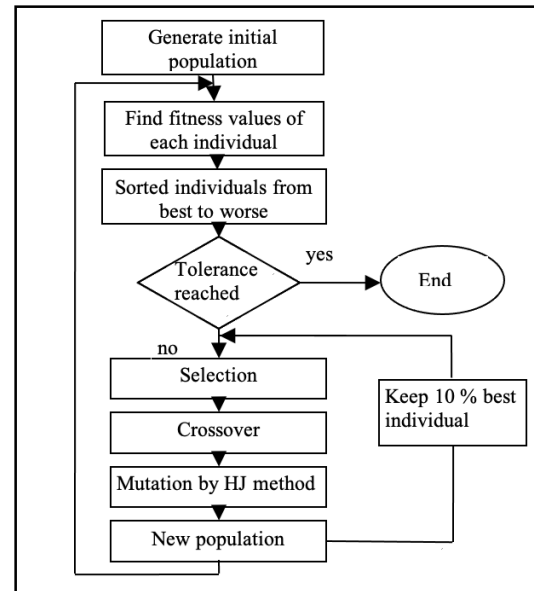 Generate initial
population
Find fitness values of
each individual
Sorted individuals from
best to worse
yes
Tolerance
reached
End
no
Selection
Keep 10 % best
individual
Crossover
Mutation by HJ method
New population